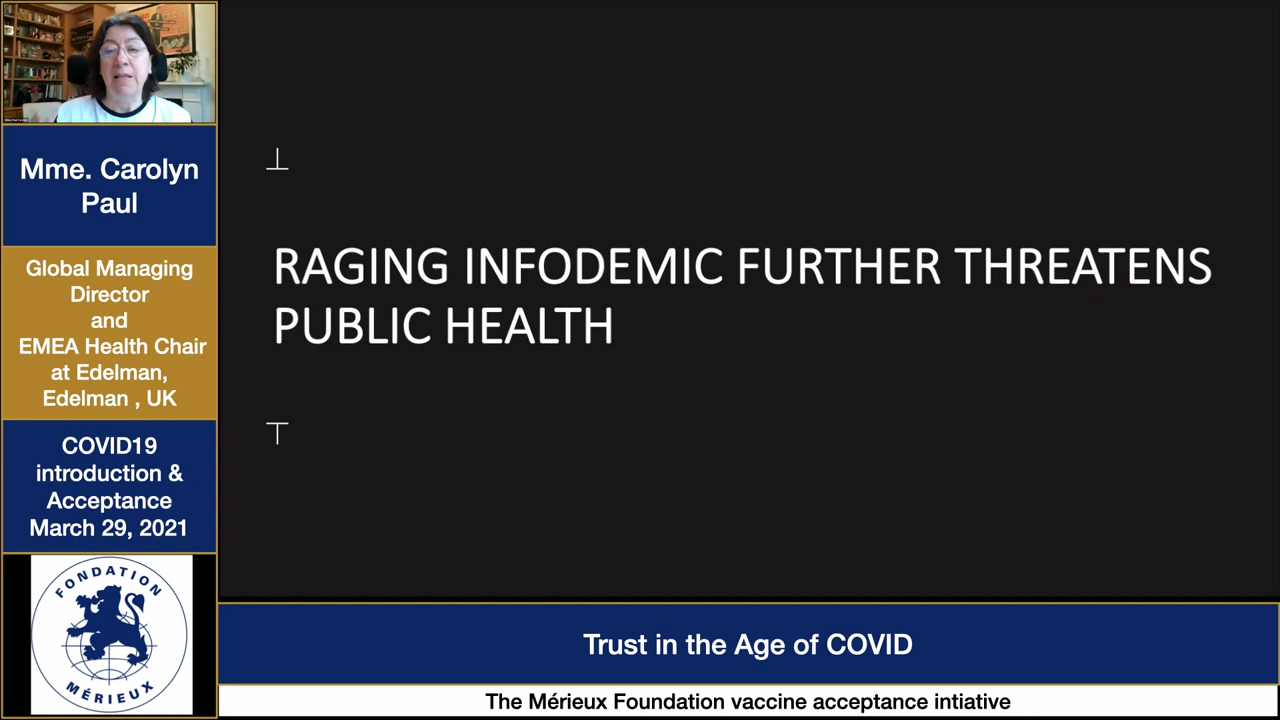 Mme. Carolyn
Paul
Global Managing
Director
and
EMEA Health Chair
at Edelman,
Edelman , UK
COVID19
introduction &
Acceptance
March 29, 2021
FONDATION
MÉRIEUX
RAGING INFODEMIC FURTHER THREATENS
PUBLIC HEALTH
Trust in the Age of COVID
The Mérieux Foundation vaccine acceptance intiative